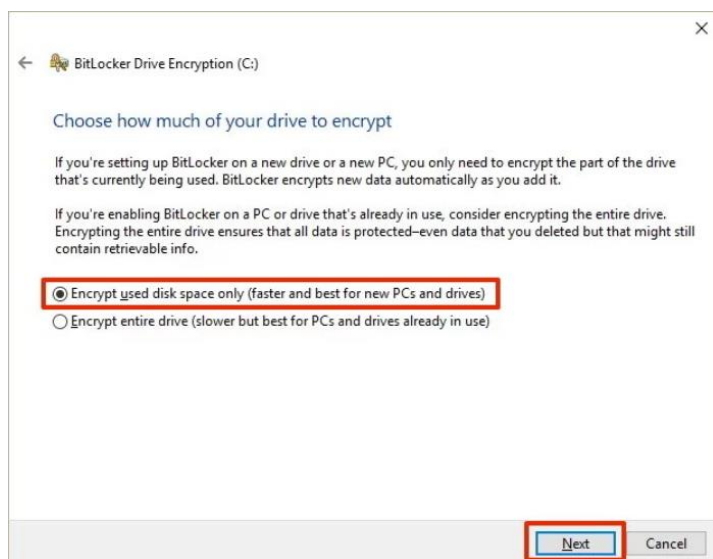 BitLocker Drive Encryption (C:)
Choose how much of your drive to encrypt
If you're setting up BitLocker on a new drive or a new PC, you only need to encrypt the part of the drive
that's currently being used. BitLocker encrypts new data automatically as you add it.
If you're enabling BitLocker on a PC or drive that's already in use, consider encrypting the entire drive.
Encrypting the entire drive ensures that all data is protected–even data that you deleted but that might still
contain retrievable info.
Encrypt used disk space only (faster and best for new PCs and drives)
Encrypt entire drive (slower but best for PCs and drives already in use)
Next Cancel